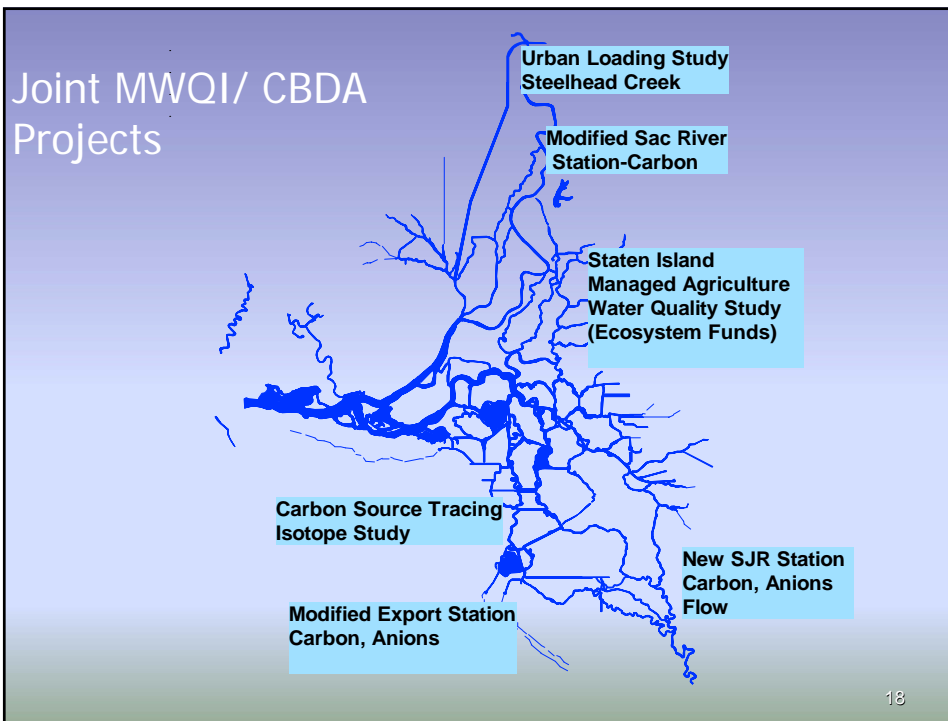 Joint MWQI/ CBDA
Projects
Urban Loading Study
Steelhead Creek
Modified Sac River
Station-Carbon
Staten Island
Managed Agriculture
Water Quality Study
(Ecosystem Funds)
Carbon Source Tracing
Isotope Study
New SJR Station
Carbon, Anions
Flow
Modified Export Station
Carbon, Anions
18